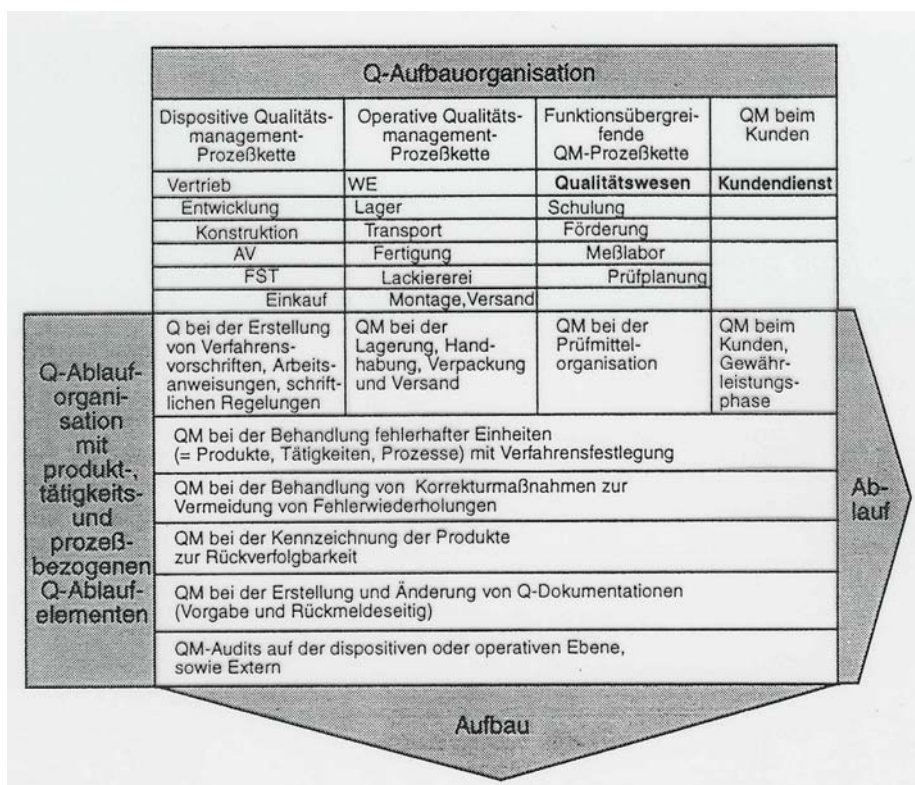 Q-Aufbauorganisation
Dispositive Qualitäts-
management-
Prozeßkette
Operative Qualitäts-
management-
Prozeßkette
Funktionsübergrei-
fende
QM-Prozeßkette
QM beim
Kunden
Vertrieb
WE
Qualitätswesen
Kundendienst
Entwicklung
Lager
Schulung
Konstruktion
Transport
Förderung
AV
Fertigung
Meßlabor
FST
Lackiererei
Prüfplanung
Einkauf
Montage,Versand
Q-Ablauf-
organi-
sation
mit
produkt-,
tätigkeits-
und
prozeß-
bezogenen
Q-Ablauf-
elementen
Q bei der Erstellung
von Verfahrens-
vorschriften, Arbeits-
anweisungen, schrift-
lichen Regelungen
QM bei der
Lagerung, Hand-
habung, Verpackung
und Versand
QM bei der
Prüfmittel-
organisation
QM beim
Kunden,
Gewähr-
leistungs-
phase
QM bei der Behandlung fehlerhafter Einheiten
(= Produkte, Tätigkeiten, Prozesse) mit Verfahrensfestlegung
QM bei der Behandlung von Korrekturmaßnahmen zur
Vermeidung von Fehlerwiederholungen
QM bei der Kennzeichnung der Produkte
zur Rückverfolgbarkeit
QM bei der Erstellung und Änderung von Q-Dokumentationen
(Vorgabe und Rückmeldeseitig)
QM-Audits auf der dispositiven oder operativen Ebene,
sowie Extern
Ab-
lauf
Aufbau